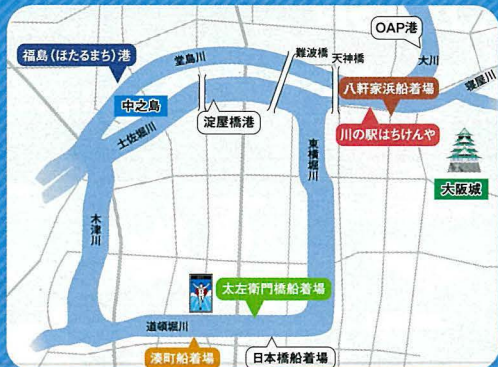 OAP港
福島(ほたるまち)港
堂島川
難波橋
天神橋
大川
寝屋川
八軒家浜船着場
中之島
淀屋橋港
川の駅はちけんや
土佐堀川
東横堀川
大阪城
木津川
太左衛門橋船着場
道頓堀川
湊町船着場
日本橋船着場